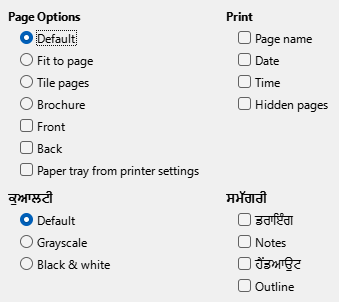 Page Options
Default
Fit to page
Tile pages
Brochure
Front
Back
Paper tray from printer settings
Print
Page name
Date
Time
Hidden pages
ਕੁਆਲਟੀ
Default
Grayscale
Black & white
ਸਮੱਗਰੀ
ਡਰਾਇੰਗ
Notes
ਹੈਂਡਆਉਟ
Outline